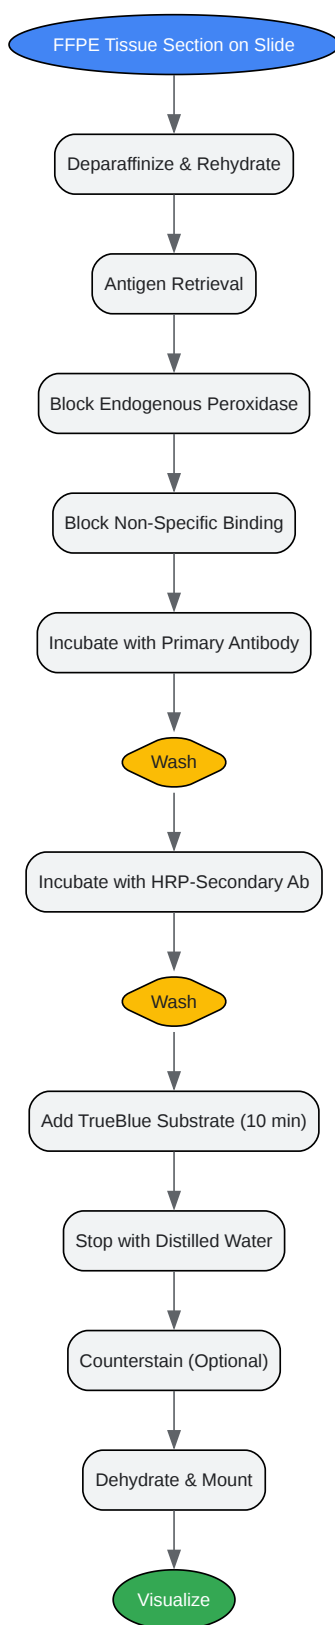 FFPE Tissue Section on Slide
Deparaffinize & Rehydrate
Antigen Retrieval
Block Endogenous Peroxidase
Block Non-Specific Binding
Incubate with Primary Antibody
Wash
Incubate with HRP-Secondary Ab
Wash
Add TrueBlue Substrate (10 min)
Stop with Distilled Water
Counterstain (Optional)
Dehydrate & Mount
Visualize